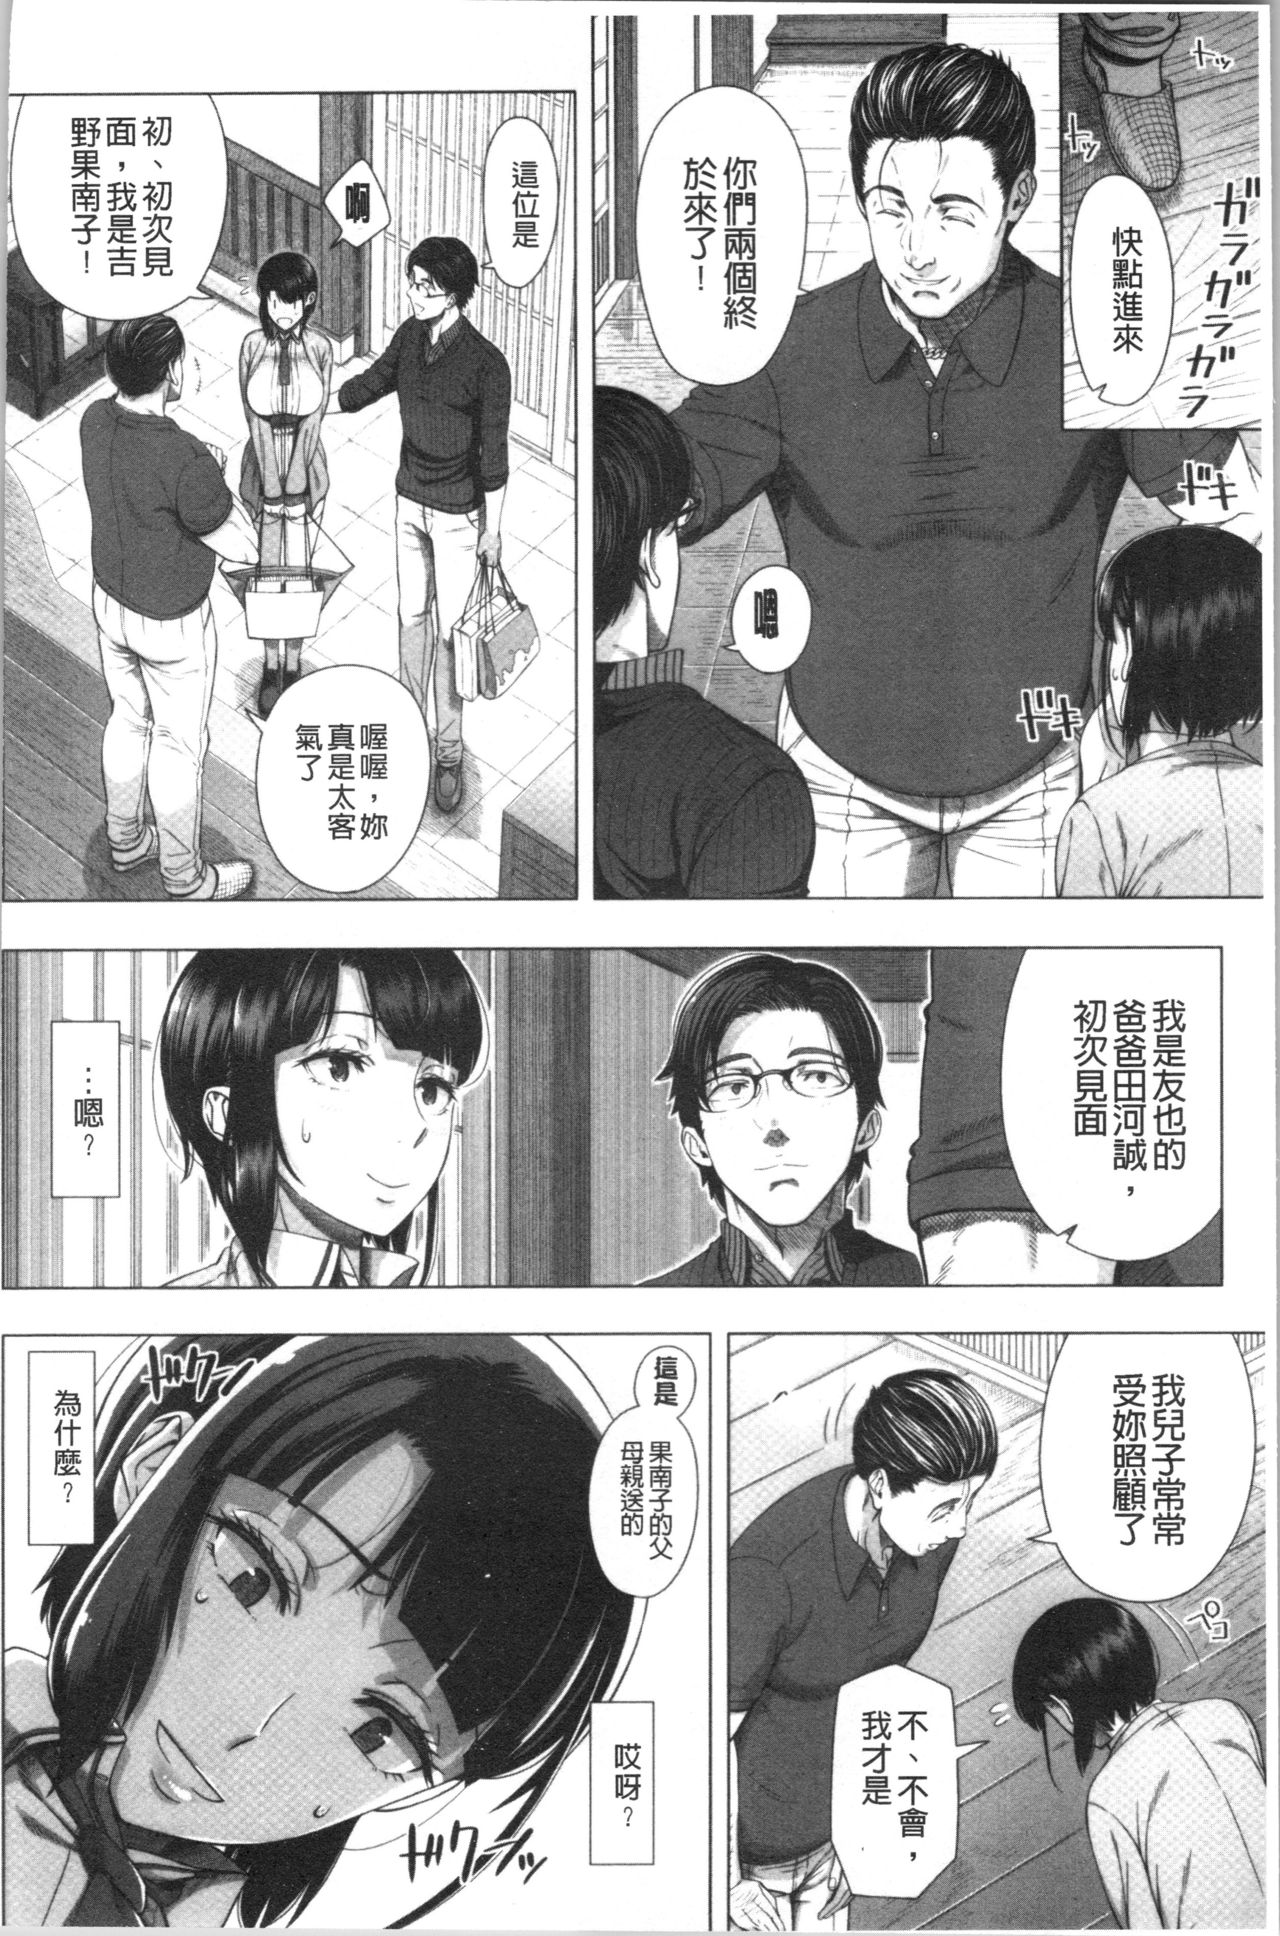 トッ
トッ
ガラガラガラ
快點進來
你們兩個終
於來了！
ドキ
嗯
ドキ
這位是
啊
初、初次見
面，我是吉
野果南子！
喔喔，妳
真是太客
氣了
我是友也的
爸爸田河誠，
初次見面
…嗯？
我兒子常常
受妳照顧了
ペコ
不、不會，
我才是
這是
果南子的父
母親送的
哎呀？
ドクンッ
ドクン
為什麼？